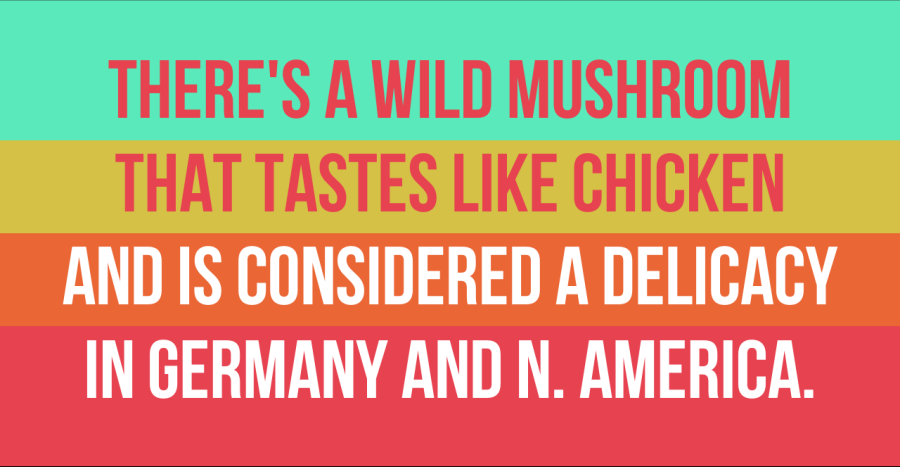 THERE'S A WILD MUSHROOM
THAT TASTES LIKE CHICKEN
AND IS CONSIDERED A DELICACY
IN GERMANY AND N. AMERICA.